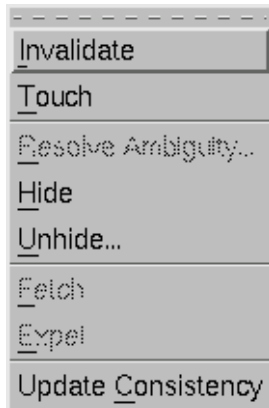 Invalidate
Touch
Resolve Ambiguity...
Hide
Unhide...
Fetch
Expel
Update Consistency